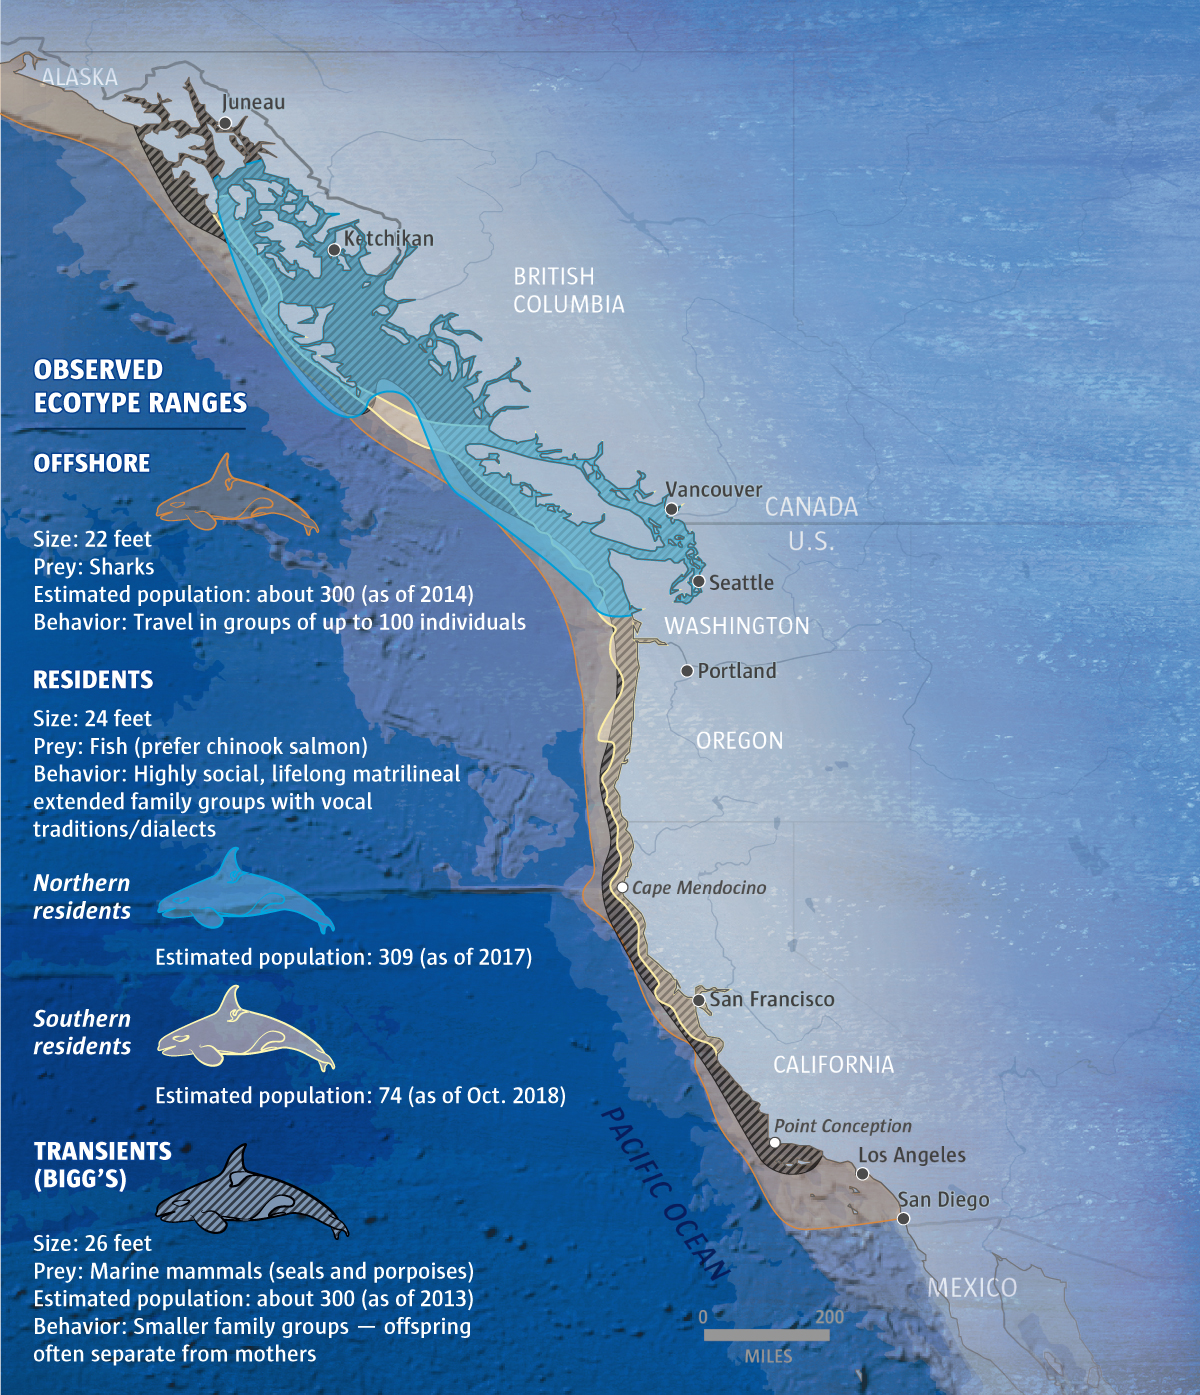 ALASKA
Juneau
Ketchikan
BRITISH
COLUMBIA
OBSERVED
ECOTYPE RANGES
OFFSHORE
Size: 22 feet
Prey: Sharks
Estimated population: about 300 (as of 2014)
Behavior: Travel in groups of up to 100 individuals
RESIDENTS
Size: 24 feet
Prey: Fish (prefer chinook salmon)
Behavior: Highly social, lifelong matrilineal
extended family groups with vocal
traditions/dialects
Northern
residents
Estimated population: 309 (as of 2017)
Southern
residents
Estimated population: 74 (as of Oct. 2018)
TRANSIENTS
(BIGG'S)
Size: 26 feet
Prey: Marine mammals (seals and porpoises)
Estimated population: about 300 (as of 2013)
Behavior: Smaller family groups — offspring
often separate from mothers
Vancouver
CANADA
U.S.
Seattle
WASHINGTON
Portland
OREGON
Cape Mendocino
San Francisco
CALIFORNIA
Point Conception
Los Angeles
San Diego
PACIFIC OCEAN
MEXICO
0 200
MILES